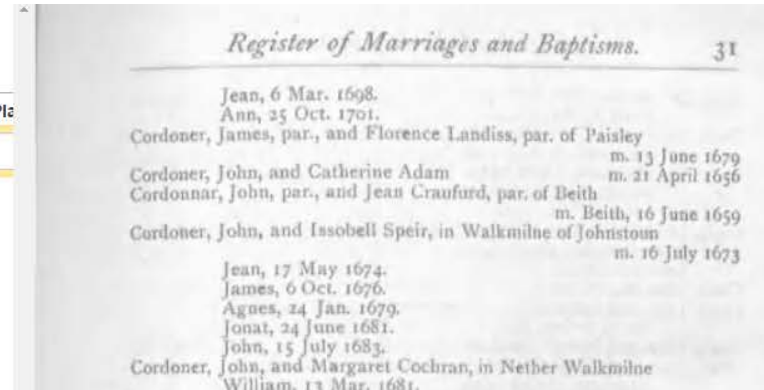 Register of Marriages and Baptisms. 31
Jean, 6 Mar. 1698.
Ann, 25 Oct. 1701.
Cordoner, James, par., and Florence Landiss, par. of Paisley
m. 13 June 1679
Cordoner, John, and Catherine Adam m. 21 April 1656
Cordonnar, John, par., and Jean Craufurd, par. of Beith
m. Beith, 16 June 1659
Cordoner, John, and Issobell Speir, in Walkmilne of Johnstoun
m. 16 July 1673
Jean, 17 May 1674.
James, 6 Oct. 1676.
Agnes, 24 Jan. 1679.
Jonat, 24 June 1681.
John, 15 July 1683.
Cordoner, John, and Margaret Cochran, in Nether Walkmilne
William, 13 Mar. 1681.